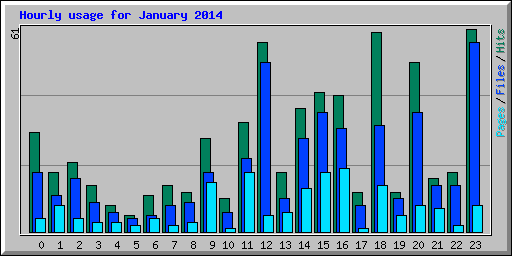 Hourly usage for January 2014
61
Pages/Files/Hits
0 1 2 3 4 5 6 7 8 9 10 11 12 13 14 15 16 17 18 19 20 21 22 23